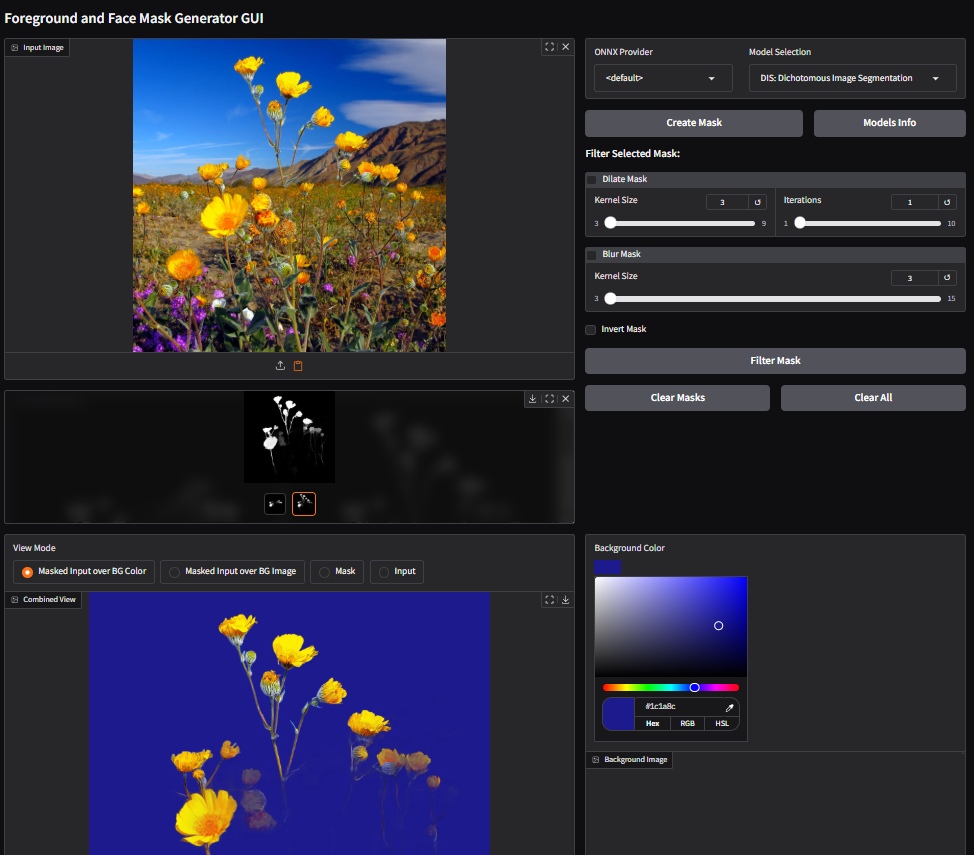 Foreground and Face Mask Generator GUI
Input Image
ONNX Provider
Model Selection
<default>
DIS: Dichotomous Image Segmentation
Create Mask
Models Info
Filter Selected Mask:
Dilate Mask
Kernel Size
3
Iterations
1
3
9
1
10
Blur Mask
Kernel Size
3
3
15
Invert Mask
Filter Mask
Clear Masks
Clear All
View Mode
Masked Input over BG Color
Masked Input over BG Image
Mask
Input
Combined View
Background Color
#1c1a8c
Hex
RGB
HSL
Background Image